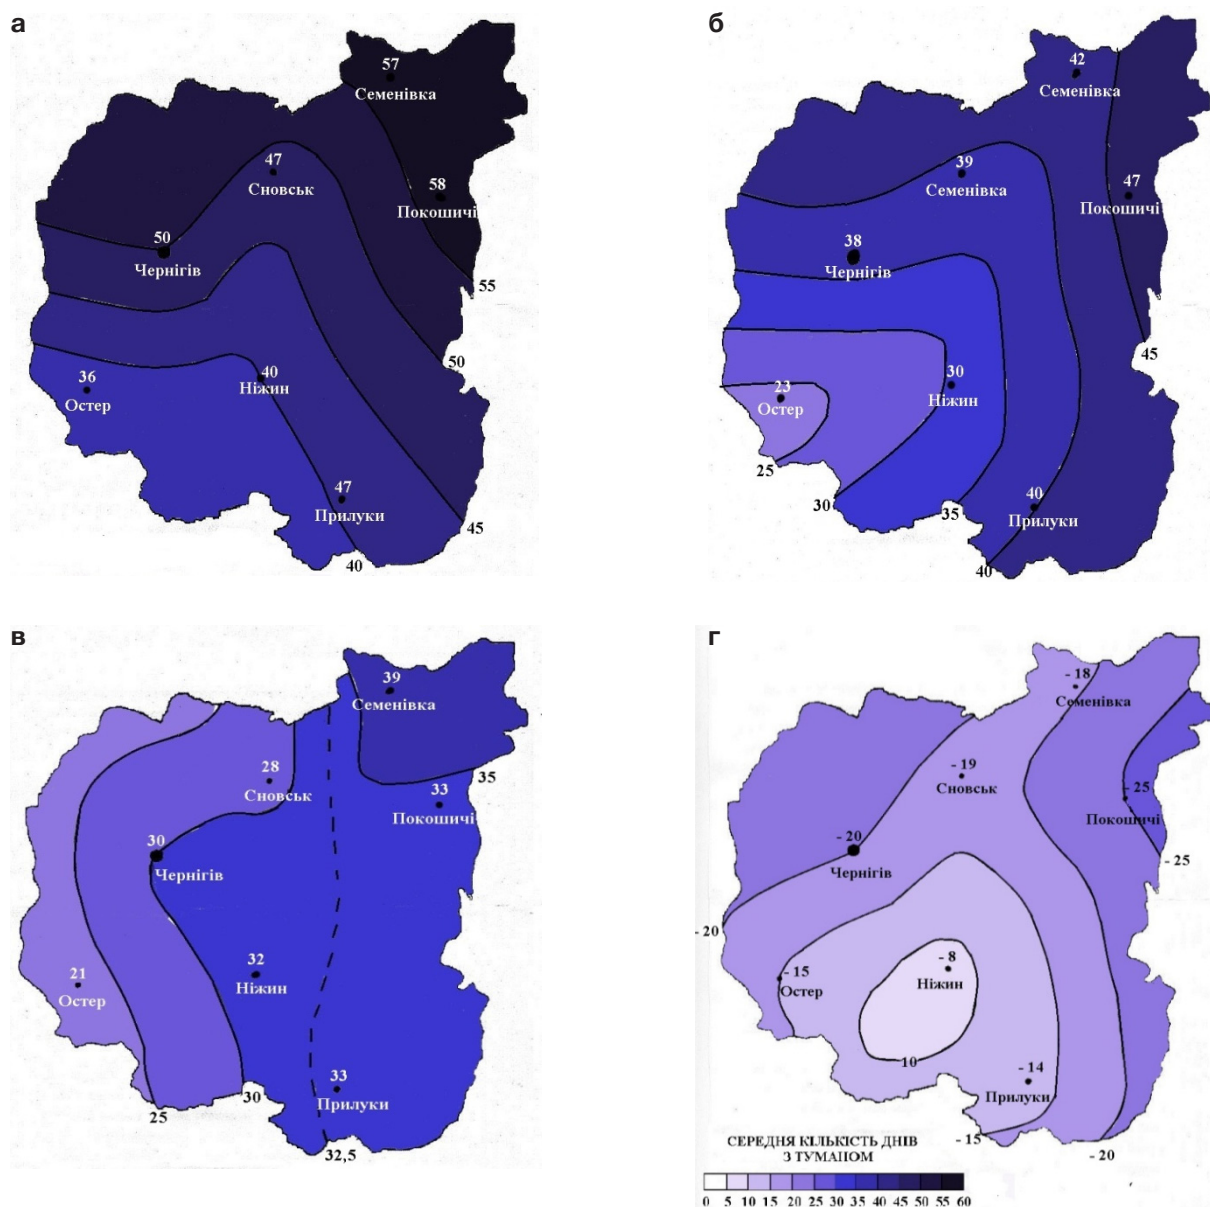 а
57
Семенівка
47
Сновськ
58
Покошичі
50
Чернігів
55
50
36
Остер
40
Ніжин
47
Прилуки
45
40
б
42
Семенівка
39
Семенівка
47
Покошичі
38
Чернігів
45
23
Остер
30
Ніжин
25
30
35
40
Прилуки
40
в
39
Семенівка
28
Сновськ
35
33
Покошичі
30
Чернігів
32
Ніжин
21
Остер
33
Прилуки
25
30
32,5
г
- 18
Семенівка
- 19
Сновськ
- 25
Покошичі
- 20
Чернігів
- 25
- 20
- 15
Остер
- 8
Ніжин
10
- 14
Прилуки
- 15
- 20
СЕРЕДНЯ КІЛЬКІСТЬ ДНІВ
З ТУМАПОМ
0 5 10 15 20 25 30 35 40 45 50 55 60